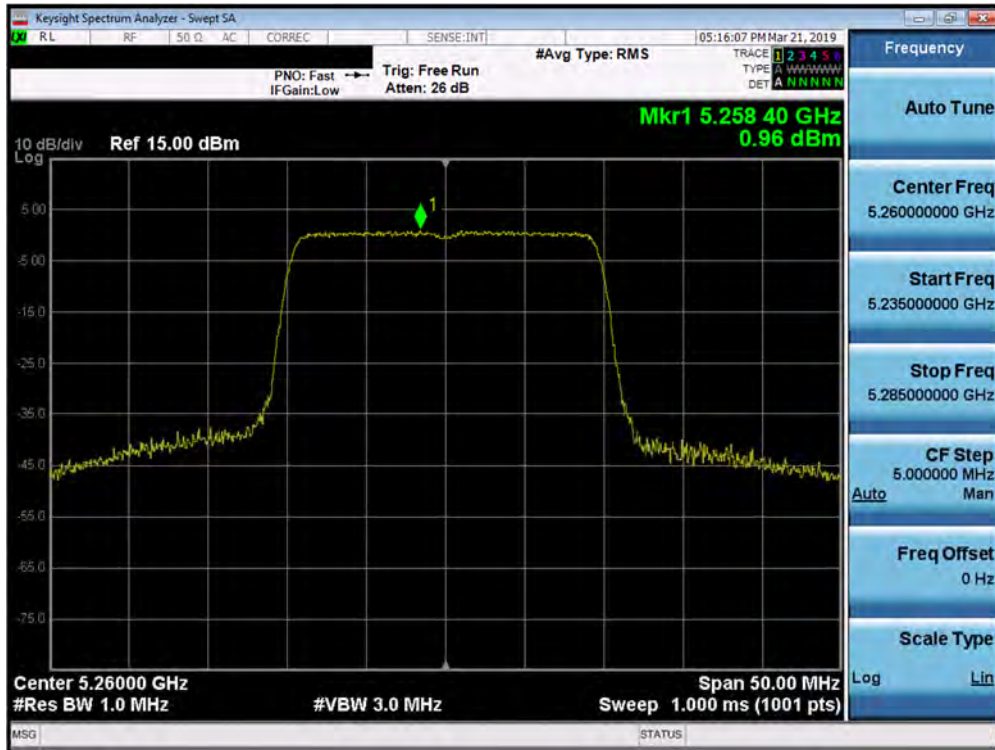 Keysight Spectrum Analyzer - Swept SA
LXI RL RF 50 Ω AC CORREC SENSE:INT 05:16:07 PM Mar 21, 2019
#Avg Type: RMS
TRACE 1 2 3 4 5 6
PNO: Fast Trig: Free Run TYPE A WWWWW
IFGain:Low Atten: 26 dB DET A N N N N N
Mkr1 5.258 40 GHz
0.96 dBm
10 dB/div Ref 15.00 dBm
Log
1
5.00
-5.00
-15.0
-25.0
-35.0
-45.0
-55.0
-65.0
-75.0
Center 5.26000 GHz Span 50.00 MHz
#Res BW 1.0 MHz #VBW 3.0 MHz Sweep 1.000 ms (1001 pts)
MSG STATUS
Frequency
Auto Tune
Center Freq
5.260000000 GHz
Start Freq
5.235000000 GHz
Stop Freq
5.285000000 GHz
CF Step
5.000000 MHz
Auto Man
Freq Offset
0 Hz
Scale Type
Log Lin